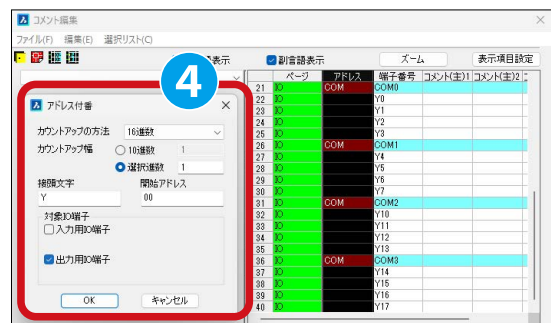 コメント編集
ファイル(F) 編集(E) 選択リスト(C)
4
表示 副言語表示 ズーム 表示項目設定
ページ アドレス 端子番号 コメント(主)1 コメント(主)2
21 IO COM COM0
22 IO Y0
23 IO Y1
24 IO Y2
25 IO Y3
26 IO COM COM1
27 IO Y4
28 IO Y5
29 IO Y6
30 IO Y7
31 IO COM COM2
32 IO Y10
33 IO Y11
34 IO Y12
35 IO Y13
36 IO COM COM3
37 IO Y14
38 IO Y15
39 IO Y16
40 IO Y17
アドレス付番
カウントアップの方法 16進数
カウントアップ幅 10進数 1
選択進数 1
接頭文字 開始アドレス
Y 00
対象IO端子
入力用IO端子
出力用IO端子
OK キャンセル